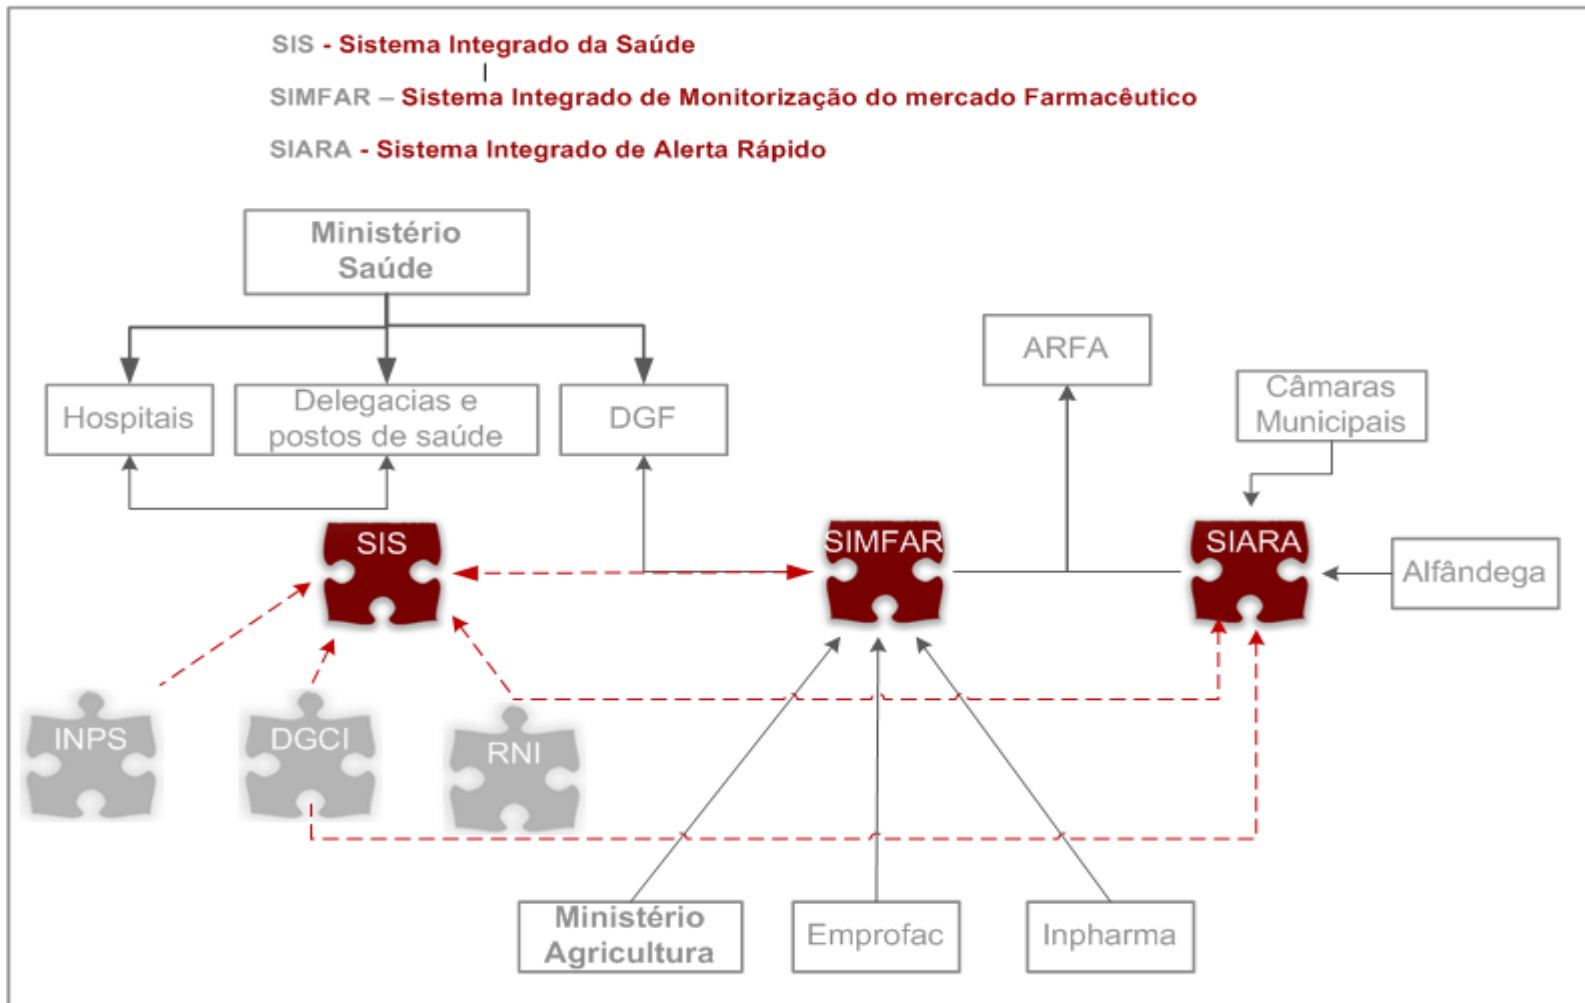 SIS - Sistema Integrado da Saúde
SIMFAR – Sistema Integrado de Monitorização do mercado Farmacêutico
SIARA - Sistema Integrado de Alerta Rápido
Ministério
Saúde
ARFA
Hospitais
Delegacias e
postos de saúde
DGF
Câmaras
Municipais
SIS
SIMFAR
SIARA
Alfândega
INPS
DGCI
RNI
Ministério
Agricultura
Emprofac
Inpharma